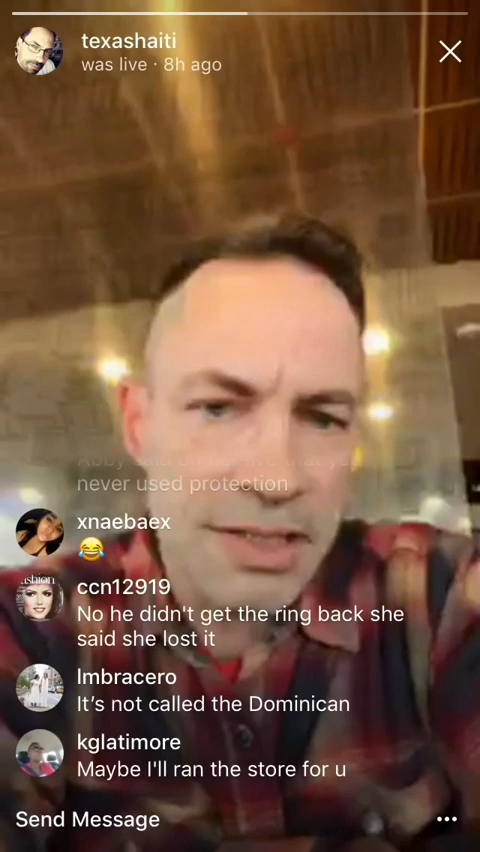 texashaiti
was live · 8h ago
never used protection
xnaebaex
😂
ccn12919
No he didn't get the ring back she
said she lost it
lmbracero
It’s not called the Dominican
kglatimore
Maybe I'll ran the store for u
Send Message